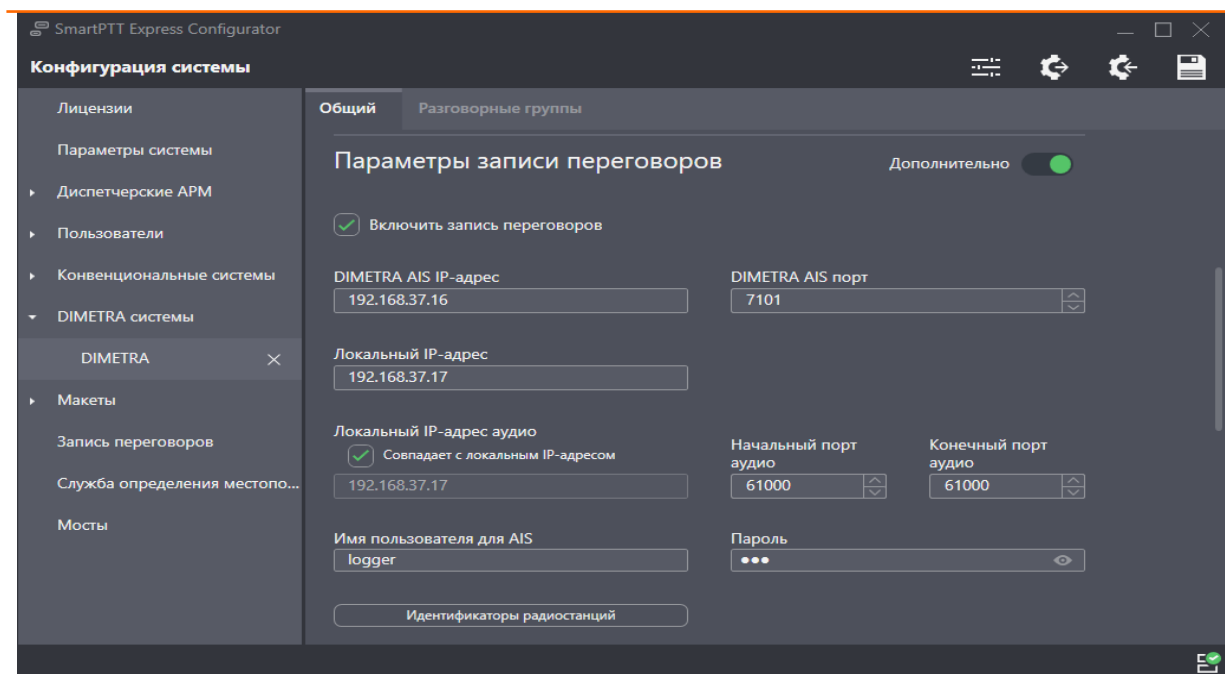 SmartPTT Express Configurator
Конфигурация системы
Лицензии
Параметры системы
Диспетчерские АРМ
Пользователи
Конвенциональные системы
DIMETRA системы
DIMETRA
Макеты
Запись переговоров
Служба определения местопо...
Мосты
Общий
Разговорные группы
Параметры записи переговоров
Дополнительно
Включить запись переговоров
DIMETRA AIS IP-адрес
192.168.37.16
DIMETRA AIS порт
7101
Локальный IP-адрес
192.168.37.17
Локальный IP-адрес аудио
Совпадает с локальным IP-адресом
192.168.37.17
Начальный порт
аудио
61000
Конечный порт
аудио
61000
Имя пользователя для AIS
logger
Пароль
•••
Идентификаторы радиостанций